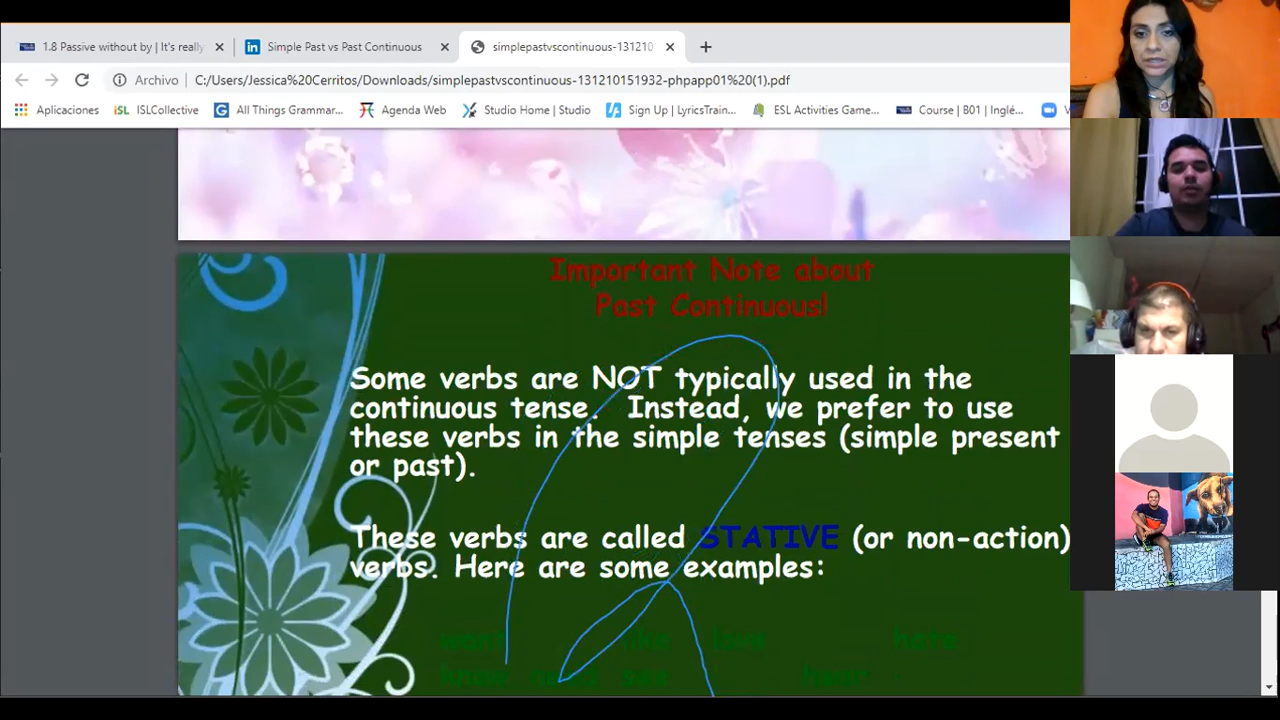 1.8 Passive without by | It's really
Simple Past vs Past Continuous
simplepastvscontinuous-131210
Archivo
C:/Users/Jessica%20Cerritos/Downloads/simplepastvscontinuous-131210151932-phpapp01%20(1).pdf
Aplicaciones
iSLCollective
All Things Grammar...
Agenda Web
Studio Home | Studio
Sign Up | LyricsTrain...
ESL Activities Game...
Course | B01 | Inglé...
Important Note about
Past Continuous!
Some verbs are NOT typically used in the
continuous tense. Instead, we prefer to use
these verbs in the simple tenses (simple present
or past).
These verbs are called STATIVE (or non-action)
verbs. Here are some examples:
want like love hate
know need see hear